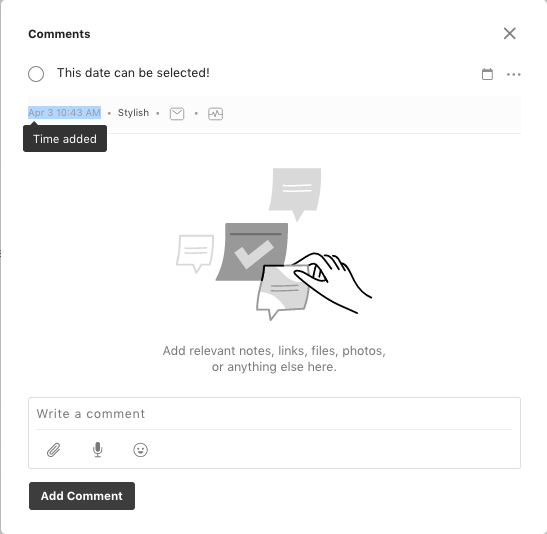 Comments
This date can be selected!
Apr 3 10:43 AM • Stylish • •
Time added
Add relevant notes, links, files, photos,
or anything else here.
Write a comment
Add Comment